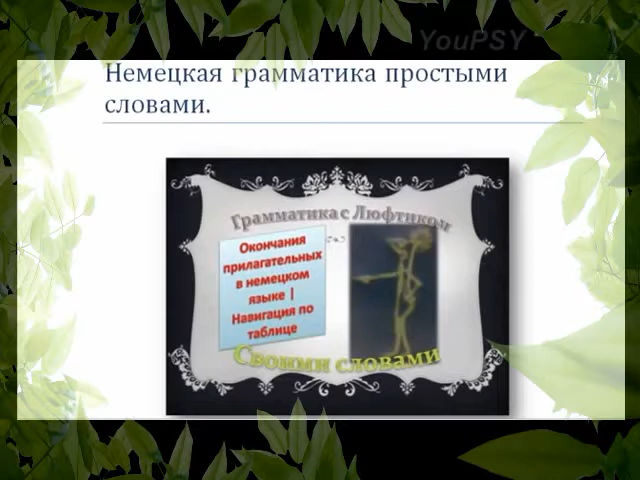 YouPSY
Немецкая грамматика простыми
словами.
Грамматика с Люфтиком
Окончания
прилагательных
в немецком
языке |
Навигация по
таблице
Своими словами